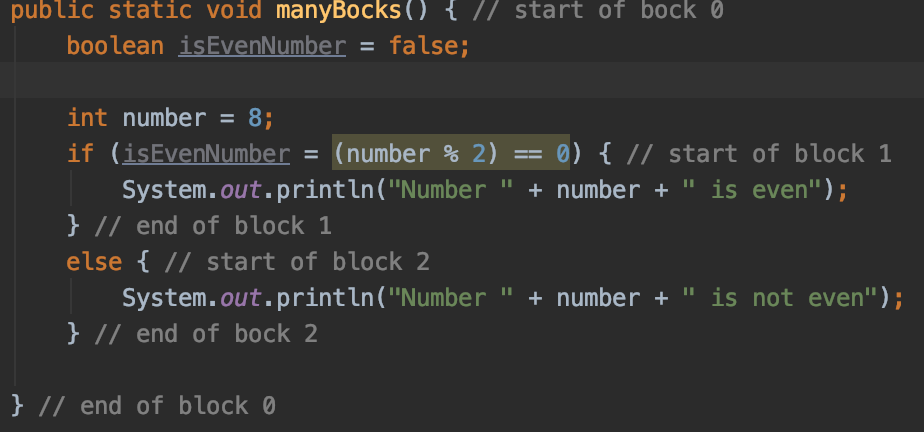 public static void manyBocks() { // start of bock 0
boolean isEvenNumber = false;
int number = 8;
if (isEvenNumber = (number % 2) == 0) { // start of block 1
System.out.println("Number " + number + " is even");
} // end of block 1
else { // start of block 2
System.out.println("Number " + number + " is not even");
} // end of bock 2
} // end of block 0